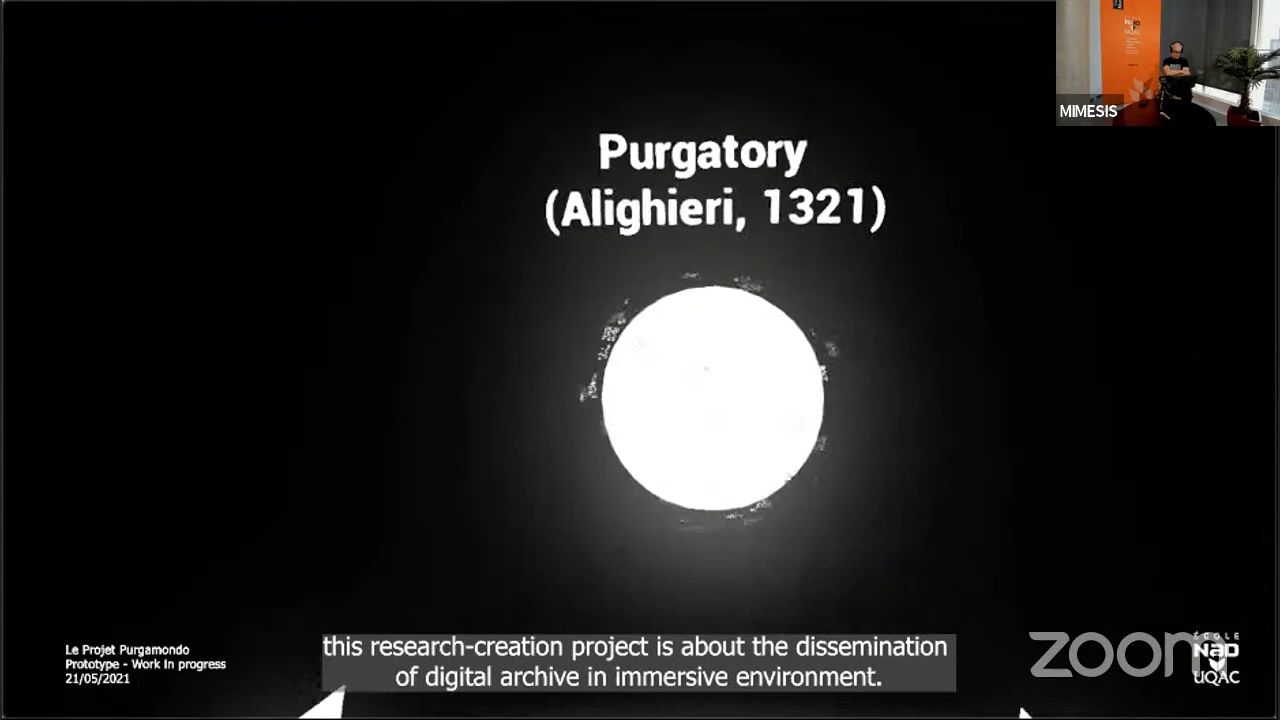 MIMESIS
Purgatory
(Alighieri, 1321)
Le Projet Purgamondo
Prototype - Work In progress
21/05/2021
this research-creation project is about the dissemination
of digital archive in immersive environment.
zoom
ÉCOLE
NaD
UQAC